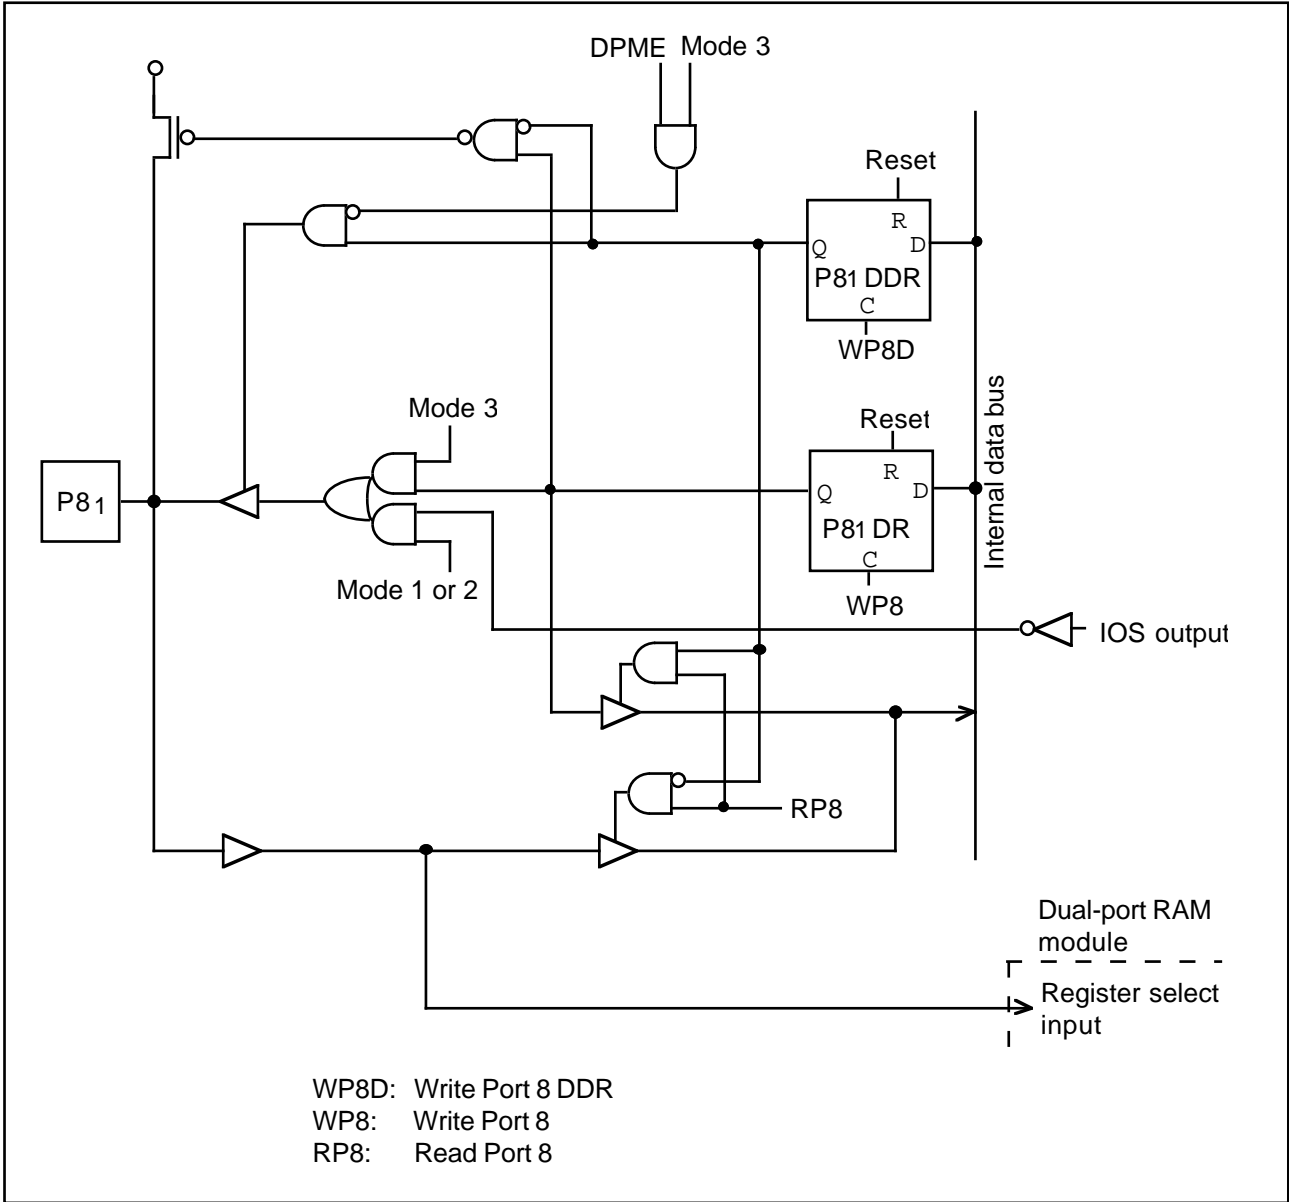 DPME Mode 3
Reset
R
Q D
P81 DDR
C
WP8D
Mode 3
Reset
R
Q D
P81 DR
C
WP8
Internal data bus
P81
Mode 1 or 2
IOS output
RP8
Dual-port RAM
module
Register select
input
WP8D: Write Port 8 DDR
WP8: Write Port 8
RP8: Read Port 8